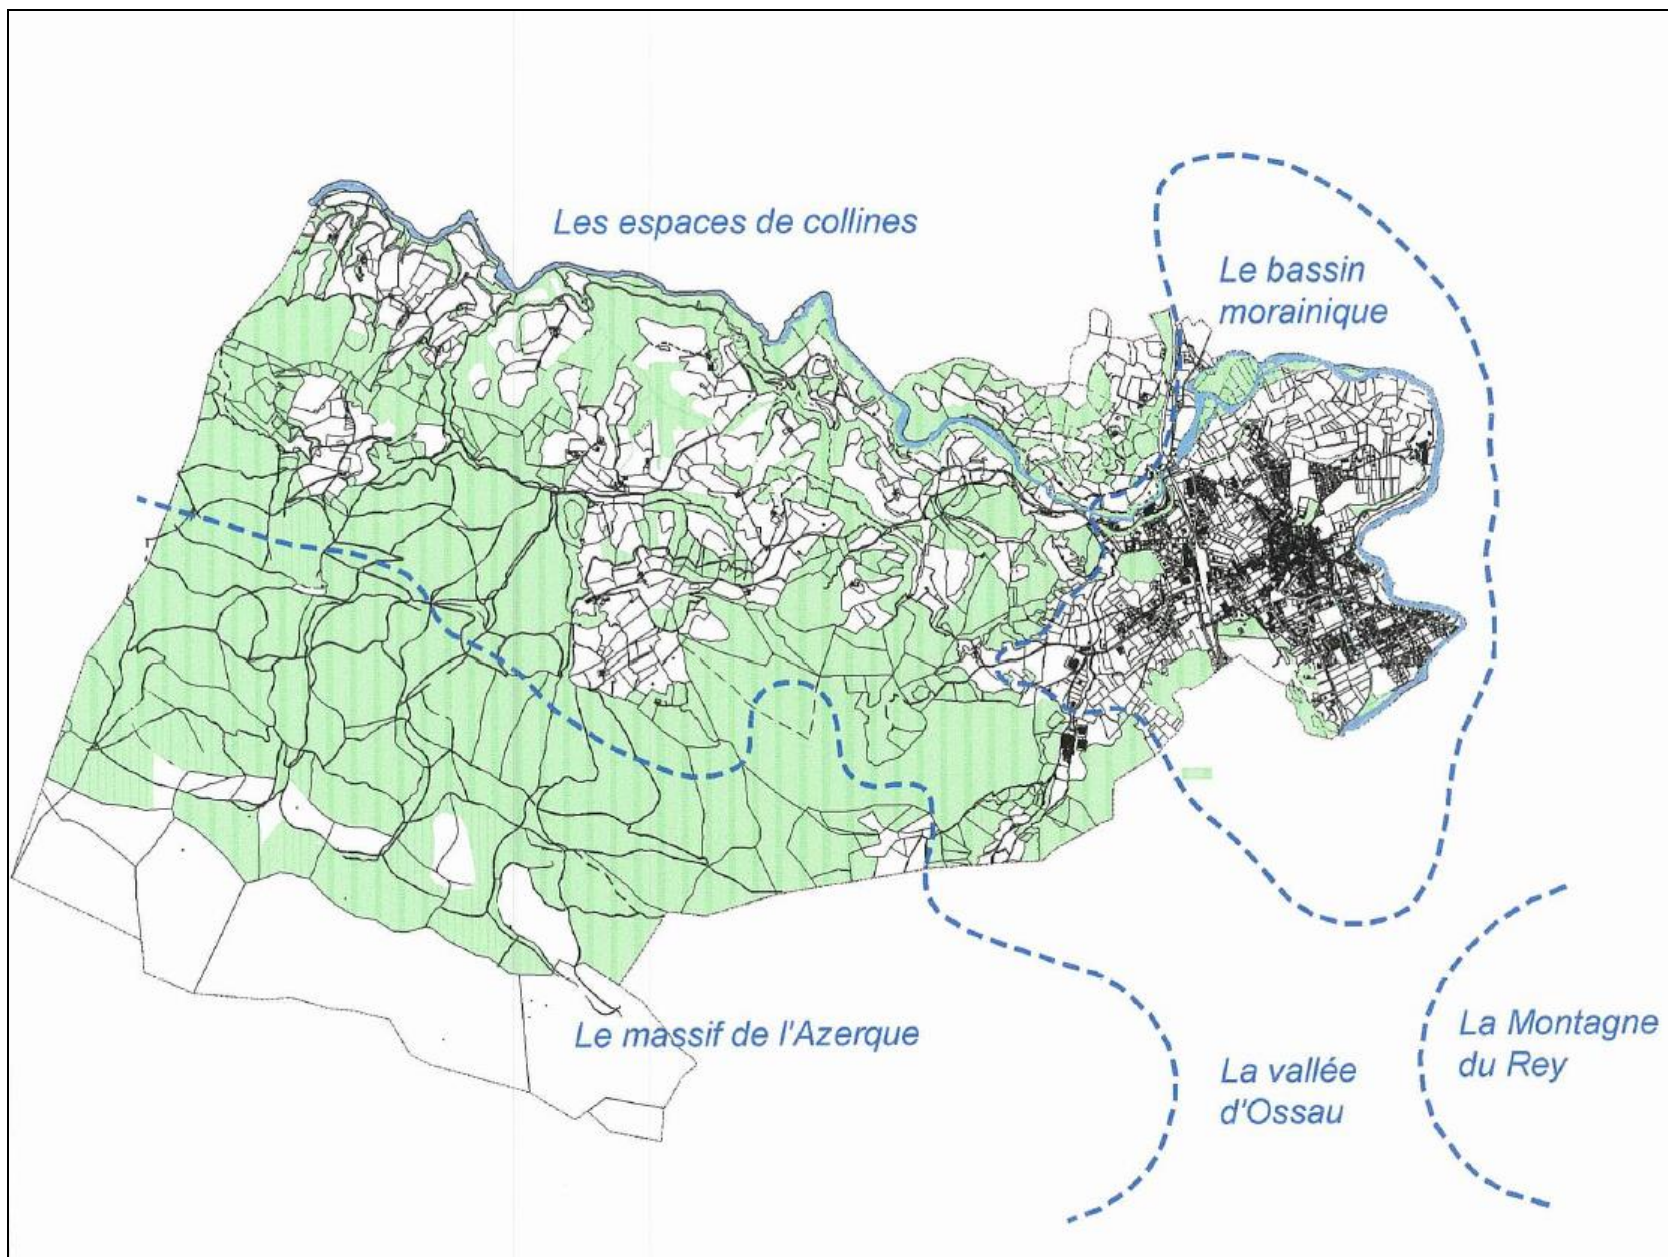 Les espaces de collines
Le bassin
morainique
Le massif de l'Azerque
La vallée
d'Ossau
La Montagne
du Rey